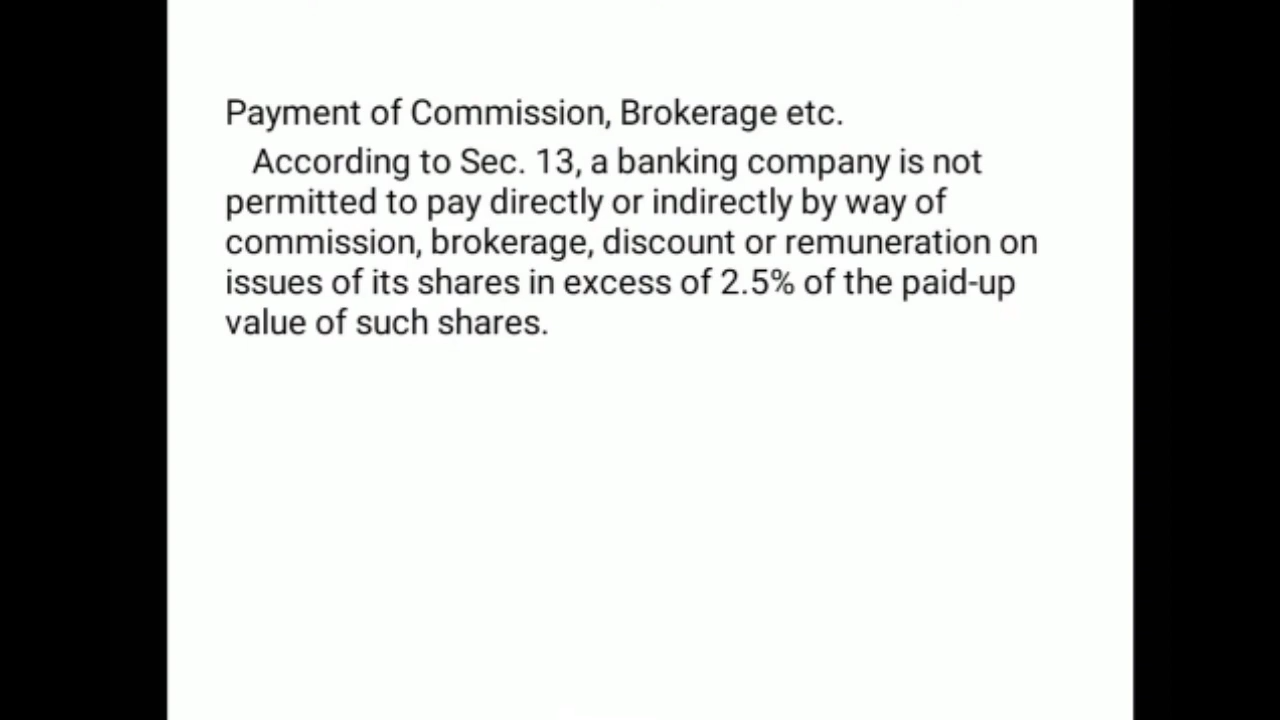 Payment of Commission, Brokerage etc.
According to Sec. 13, a banking company is not
permitted to pay directly or indirectly by way of
commission, brokerage, discount or remuneration on
issues of its shares in excess of 2.5% of the paid-up
value of such shares.